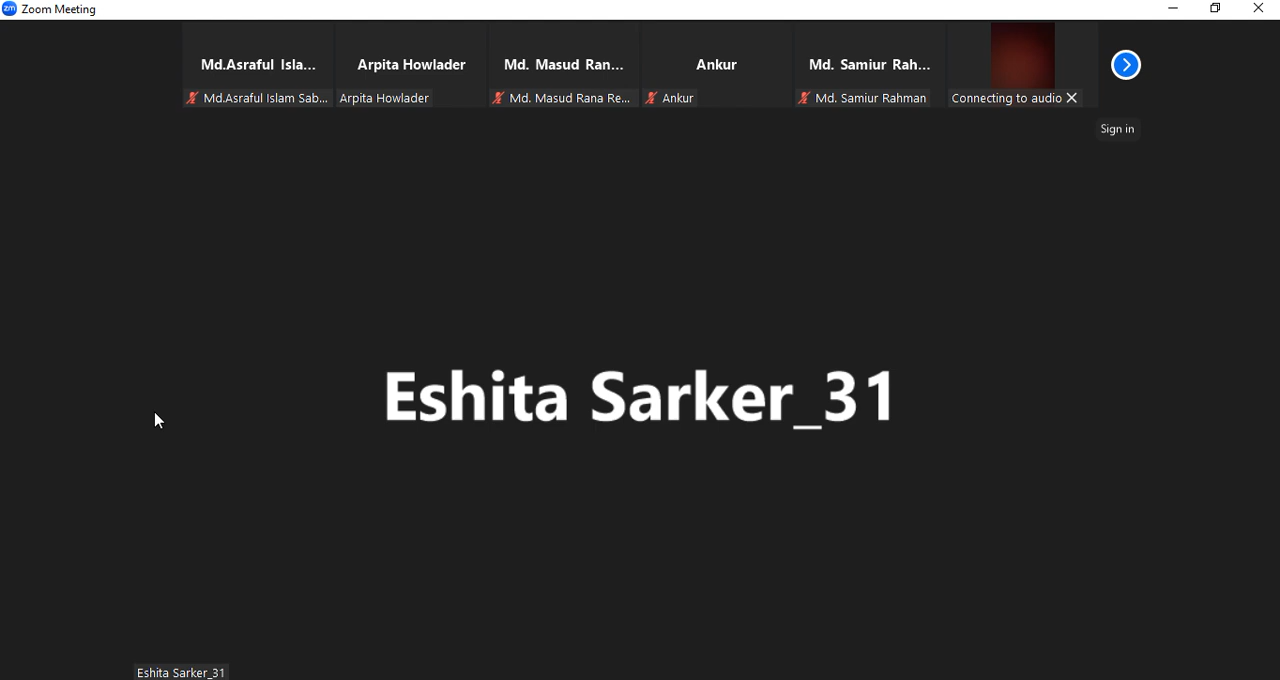 zm Zoom Meeting
Md.Asraful Isla... Arpita Howlader Md. Masud Ran... Ankur Md. Samiur Rah...
Md.Asraful Islam Sab... Arpita Howlader Md. Masud Rana Re... Ankur Md. Samiur Rahman Connecting to audio
Sign in
Eshita Sarker_31
Eshita Sarker_31